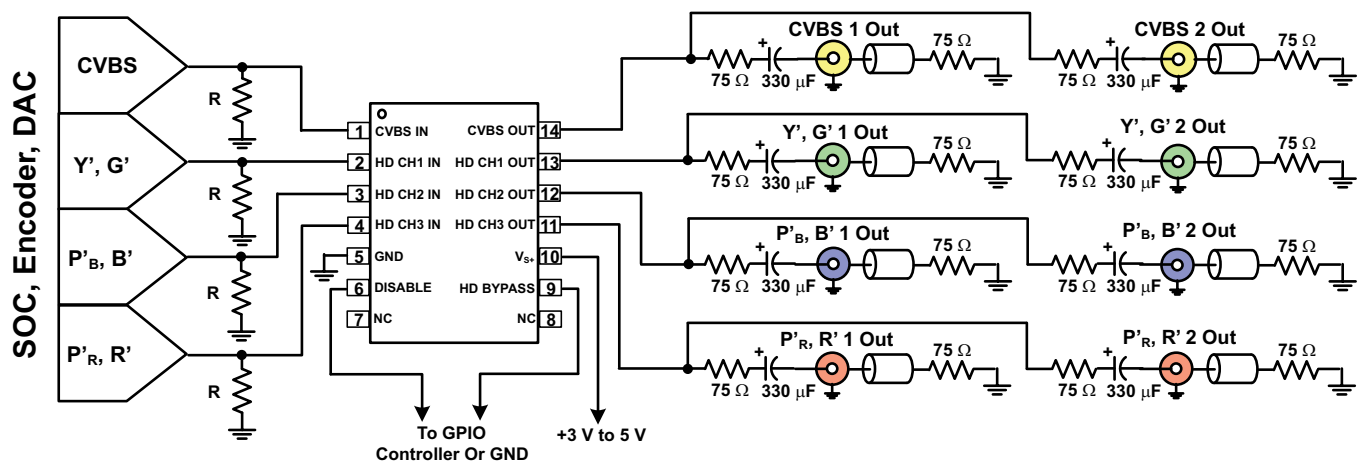 SOC, Encoder, DAC
CVBS
Y', G'
P'B, B'
P'R, R'
R
R
R
R
1 CVBS IN
2 HD CH1 IN
3 HD CH2 IN
4 HD CH3 IN
5 GND
6 DISABLE
7 NC
CVBS OUT 14
HD CH1 OUT 13
HD CH2 OUT 12
HD CH3 OUT 11
VS+ 10
HD BYPASS 9
NC 8
To GPIO
Controller Or GND
+3 V to 5 V
CVBS 1 Out
+
75 Ω
75 Ω 330 µF
CVBS 2 Out
+
75 Ω
75 Ω 330 µF
Y', G' 1 Out
+
75 Ω
75 Ω 330 µF
Y', G' 2 Out
+
75 Ω
75 Ω 330 µF
P'B, B' 1 Out
+
75 Ω
75 Ω 330 µF
P'B, B' 2 Out
+
75 Ω
75 Ω 330 µF
P'R, R' 1 Out
+
75 Ω
75 Ω 330 µF
P'R, R' 2 Out
+
75 Ω
75 Ω 330 µF